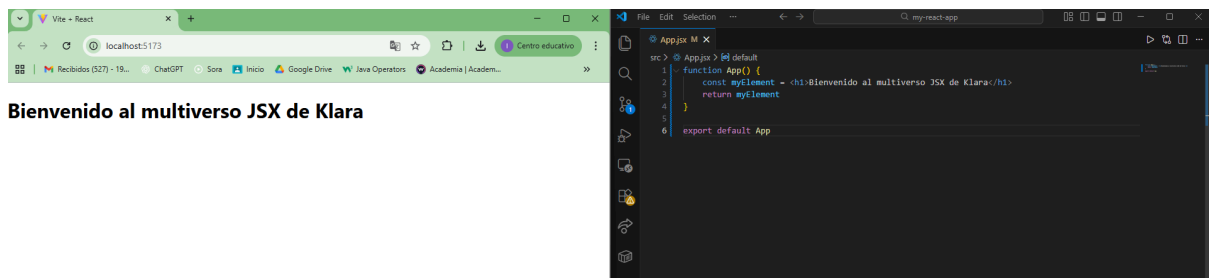 Vite + React
localhost:5173
Centro educativo
Recibidos (527) - 19...
ChatGPT
Sora
Inicio
Google Drive
Java Operators
Academia | Academ...
Bienvenido al multiverso JSX de Klara
File Edit Selection ...
my-react-app
App.jsx M
src > App.jsx > default
1 function App() {
2 const myElement = <h1>Bienvenido al multiverso JSX de Klara</h1>
3 return myElement
4 }
5
6 export default App
1